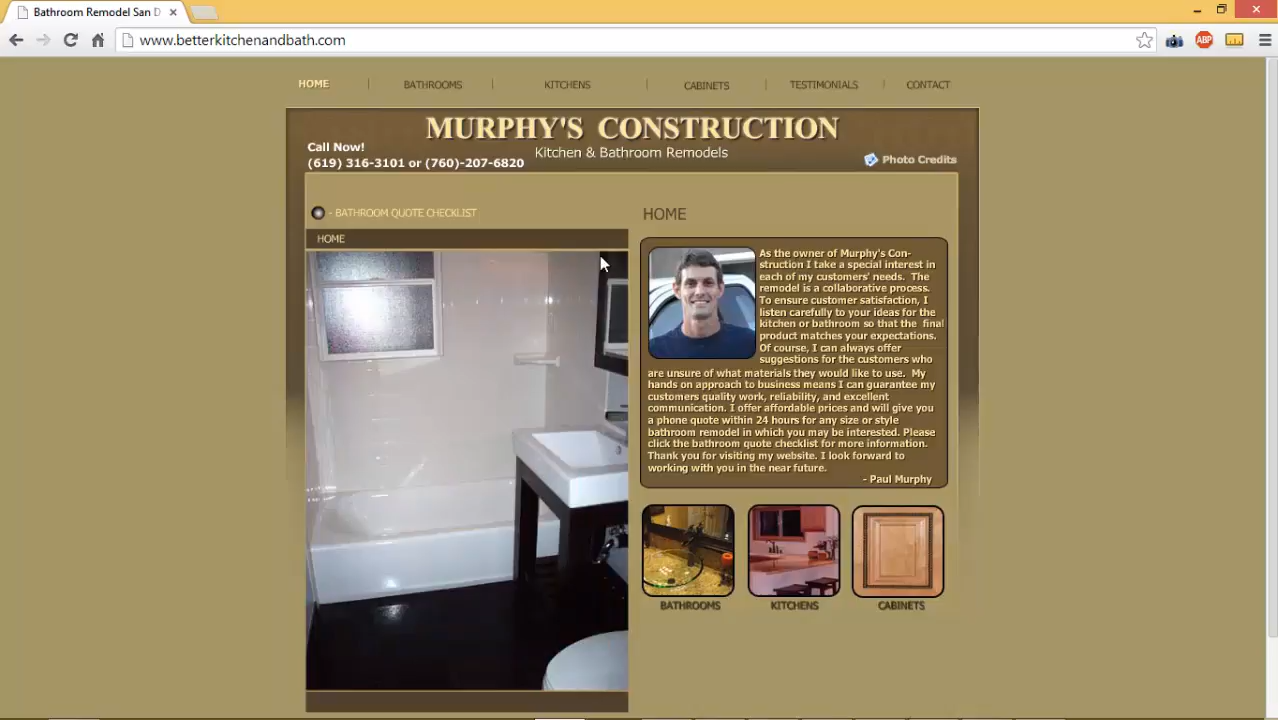 Bathroom Remodel San D
www.betterkitchenandbath.com
ABP
HOME
BATHROOMS
KITCHENS
CABINETS
TESTIMONIALS
CONTACT
MURPHY'S CONSTRUCTION
Kitchen & Bathroom Remodels
Call Now!
(619) 316-3101 or (760)-207-6820
Photo Credits
- BATHROOM QUOTE CHECKLIST
HOME
HOME
As the owner of Murphy's Con-
struction I take a special interest in
each of my customers' needs. The
remodel is a collaborative process.
To ensure customer satisfaction, I
listen carefully to your ideas for the
kitchen or bathroom so that the final
product matches your expectations.
Of course, I can always offer
suggestions for the customers who
are unsure of what materials they would like to use. My
hands on approach to business means I can guarantee my
customers quality work, reliability, and excellent
communication. I offer affordable prices and will give you
a phone quote within 24 hours for any size or style
bathroom remodel in which you may be interested. Please
click the bathroom quote checklist for more information.
Thank you for visiting my website. I look forward to
working with you in the near future.
- Paul Murphy
BATHROOMS
KITCHENS
CABINETS